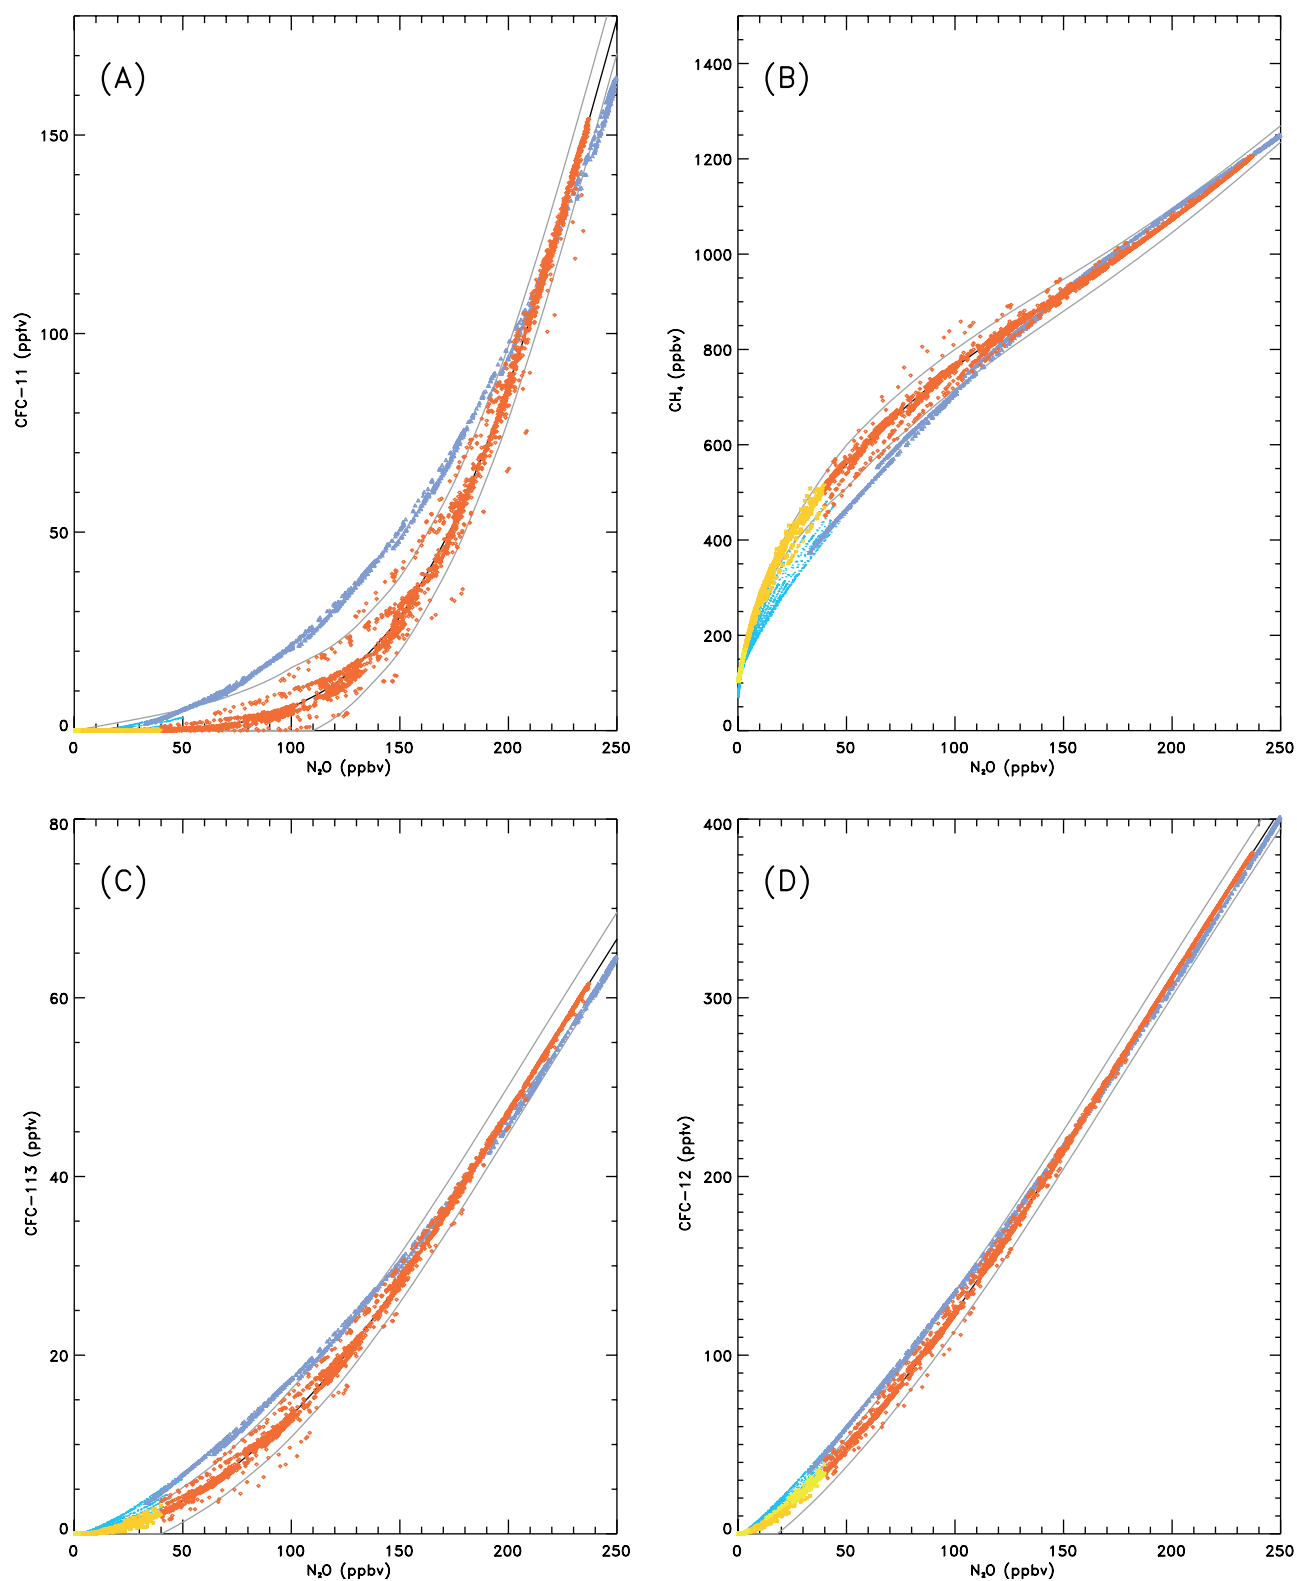 (A)
CFC-11 (pptv)
150
100
50
0
0 50 100 150 200 250
N₂O (ppbv)
(B)
CH₄ (ppbv)
1400
1200
1000
800
600
400
200
0
0 50 100 150 200 250
N₂O (ppbv)
(C)
CFC-113 (pptv)
80
60
40
20
0
0 50 100 150 200 250
N₂O (ppbv)
(D)
CFC-12 (pptv)
400
300
200
100
0
0 50 100 150 200 250
N₂O (ppbv)